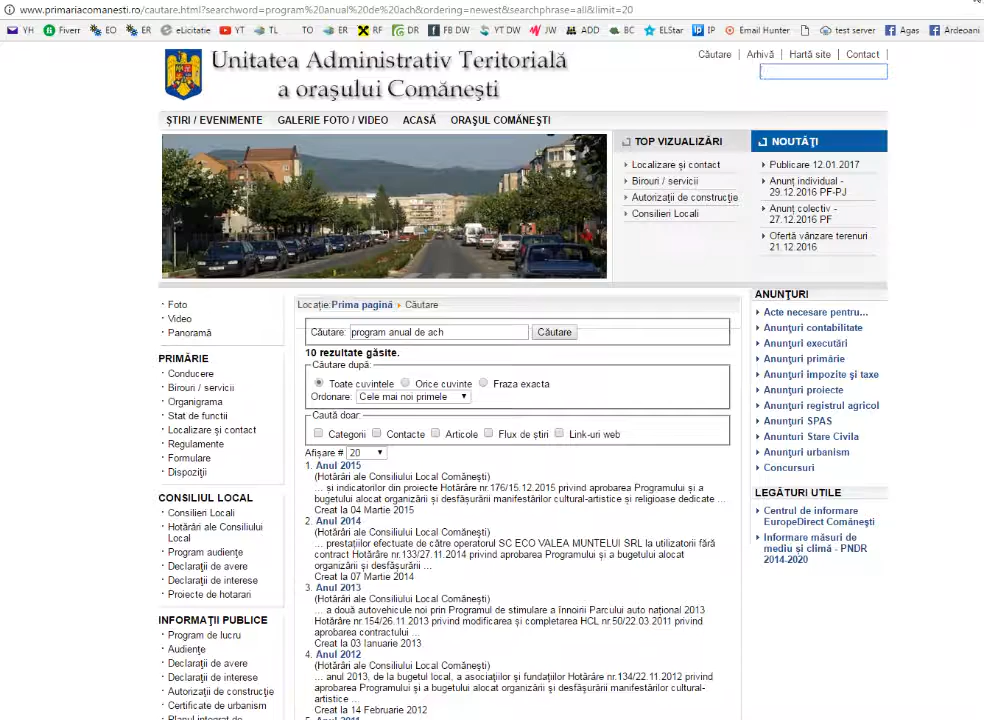 www.primariacomanesti.ro/cautare.html?searchword=program%20anual%20de%20ach&ordering=newest&searchphrase=all&limit=20
YH Fiverr EO ER eLicitatie YT TL TO ER RF DR FB DW YT DW JW ADD BC ELStar IP Email Hunter test server Agas Ardeoani
Căutare | Arhivă | Hartă site | Contact |
Unitatea Administrativ Teritorială
a orașului Comănești
ȘTIRI / EVENIMENTE GALERIE FOTO / VIDEO ACASĂ ORAȘUL COMĂNEȘTI
TOP VIZUALIZĂRI
Localizare și contact
Birouri / servicii
Autorizații de construcție
Consilieri Locali
NOUTĂȚI
Publicare 12.01.2017
Anunț individual -
29.12.2016 PF-PJ
Anunț colectiv -
27.12.2016 PF
Ofertă vânzare terenuri
21.12.2016
Foto
Video
Panoramă
PRIMĂRIE
Conducere
Birouri / servicii
Organigrama
Stat de functii
Localizare și contact
Regulamente
Formulare
Dispoziții
CONSILIUL LOCAL
Consilieri Locali
Hotărâri ale Consiliului
Local
Program audiențe
Declarații de avere
Declarații de interese
Proiecte de hotarari
INFORMAȚII PUBLICE
Program de lucru
Audiențe
Declarații de avere
Declarații de interese
Autorizații de construcție
Certificate de urbanism
Planul integrat de
Locație:Prima pagină Căutare
Căutare: program anual de ach Căutare
10 rezultate găsite.
Căutare după:
Toate cuvintele Orice cuvinte Fraza exacta
Ordonare: Cele mai noi primele
Caută doar:
Categorii Contacte Articole Flux de știri Link-uri web
Afișare # 20
1. Anul 2015
(Hotărâri ale Consiliului Local Comănești)
... și indicatorilor din proiecte Hotărâre nr.176/15.12.2015 privind aprobarea Programului și a
bugetului alocat organizării și desfășurării manifestărilor cultural-artistice și religioase dedicate ...
Creat la 04 Martie 2015
2. Anul 2014
(Hotărâri ale Consiliului Local Comănești)
... prestațiilor efectuate de către operatorul SC ECO VALEA MUNTELUI SRL la utilizatorii fără
contract Hotărâre nr.133/27.11.2014 privind aprobarea Programului și a bugetului alocat
organizării și desfășurării ...
Creat la 07 Martie 2014
3. Anul 2013
(Hotărâri ale Consiliului Local Comănești)
... a două autovehicule noi prin Programul de stimulare a înnoirii Parcului auto național 2013
Hotărâre nr.154/26.11.2013 privind modificarea și completarea HCL nr.50/22.03.2011 privind
aprobarea contractului ...
Creat la 03 Ianuarie 2013
4. Anul 2012
(Hotărâri ale Consiliului Local Comănești)
... anul 2013, de la bugetul local, a asociațiilor și fundațiilor Hotărâre nr.134/22.11.2012 privind
aprobarea Programului și a bugetului alocat organizării și desfășurării manifestărilor cultural-
artistice ...
Creat la 14 Februarie 2012
5. Anul 2011
ANUNȚURI
Acte necesare pentru...
Anunțuri contabilitate
Anunțuri executări
Anunțuri primărie
Anunțuri impozite și taxe
Anunțuri proiecte
Anunțuri registrul agricol
Anunțuri SPAS
Anunturi Stare Civila
Anunțuri urbanism
Concursuri
LEGĂTURI UTILE
Centrul de informare
EuropeDirect Comănești
Informare măsuri de
mediu și climă - PNDR
2014-2020